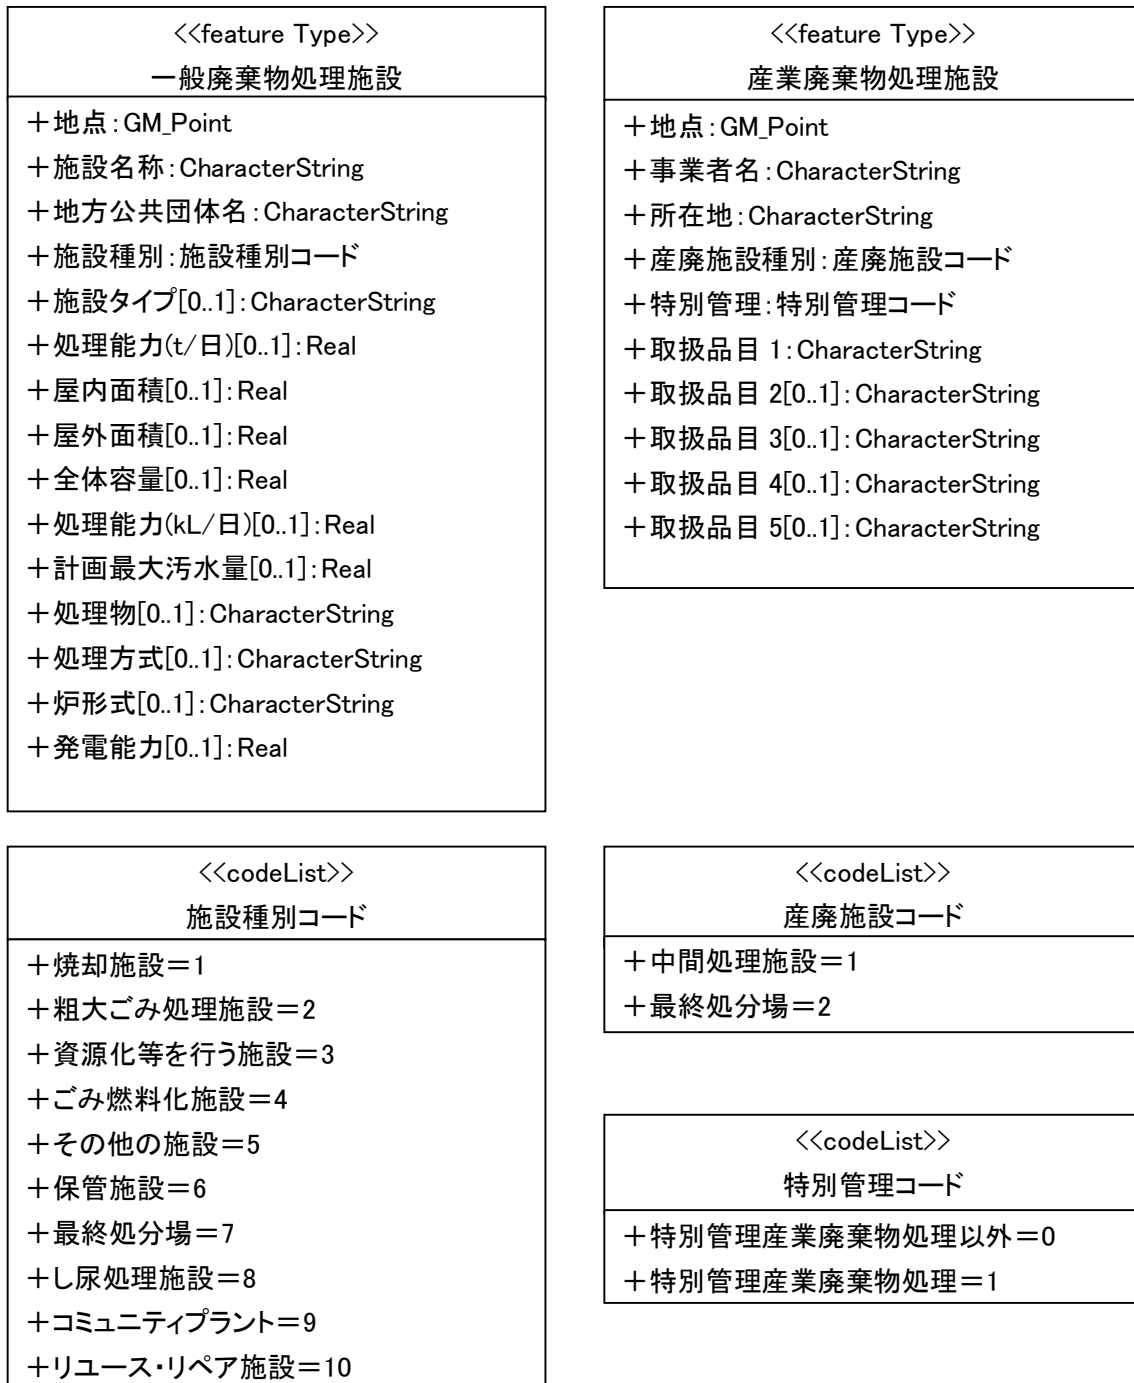 <<feature Type>>
一般廃棄物処理施設
＋地点：GM_Point
＋施設名称：CharacterString
＋地方公共団体名：CharacterString
＋施設種別：施設種別コード
＋施設タイプ[0..1]：CharacterString
＋処理能力(t/日)[0..1]：Real
＋屋内面積[0..1]：Real
＋屋外面積[0..1]：Real
＋全体容量[0..1]：Real
＋処理能力(kL/日)[0..1]：Real
＋計画最大汚水量[0..1]：Real
＋処理物[0..1]：CharacterString
＋処理方式[0..1]：CharacterString
＋炉形式[0..1]：CharacterString
＋発電能力[0..1]：Real
<<feature Type>>
産業廃棄物処理施設
＋地点：GM_Point
＋事業者名：CharacterString
＋所在地：CharacterString
＋産廃施設種別：産廃施設コード
＋特別管理：特別管理コード
＋取扱品目 1：CharacterString
＋取扱品目 2[0..1]：CharacterString
＋取扱品目 3[0..1]：CharacterString
＋取扱品目 4[0..1]：CharacterString
＋取扱品目 5[0..1]：CharacterString
<<codeList>>
施設種別コード
＋焼却施設＝1
＋粗大ごみ処理施設＝2
＋資源化等を行う施設＝3
＋ごみ燃料化施設＝4
＋その他の施設＝5
＋保管施設＝6
＋最終処分場＝7
＋し尿処理施設＝8
＋コミュニティプラント＝9
＋リユース・リペア施設＝10
<<codeList>>
産廃施設コード
＋中間処理施設＝1
＋最終処分場＝2
<<codeList>>
特別管理コード
＋特別管理産業廃棄物処理以外＝0
＋特別管理産業廃棄物処理＝1